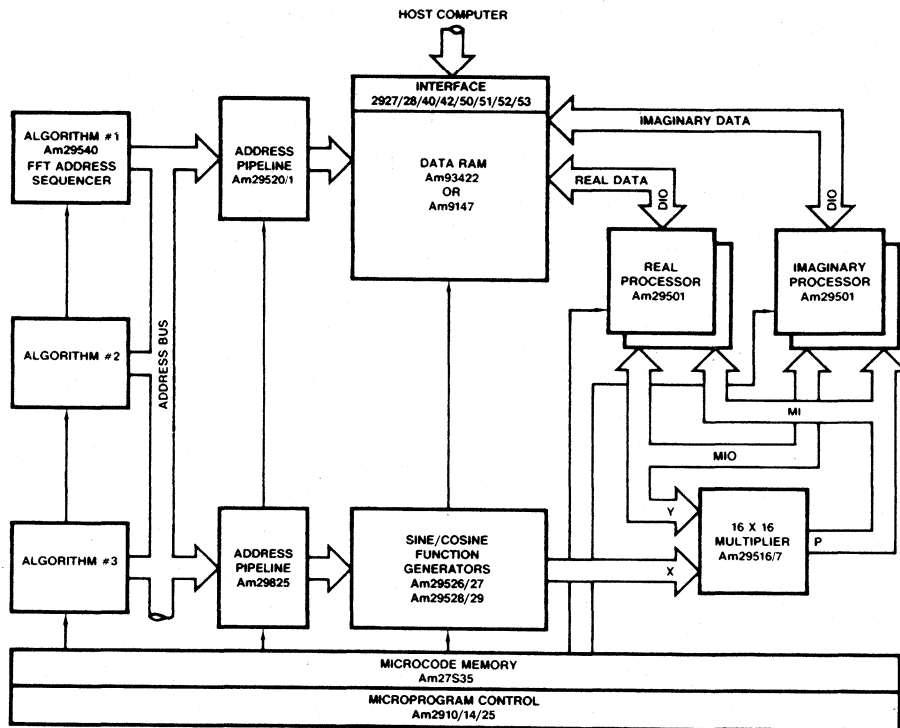 HOST COMPUTER
INTERFACE
2927/28/40/42/50/51/52/53
ALGORITHM #1
Am29540
FFT ADDRESS
SEQUENCER
ADDRESS
PIPELINE
Am29520/1
DATA RAM
Am93422
OR
Am9147
IMAGINARY DATA
REAL DATA
DIO
DIO
REAL
PROCESSOR
Am29501
IMAGINARY
PROCESSOR
Am29501
ALGORITHM #2
ADDRESS BUS
MI
MIO
ALGORITHM #3
ADDRESS
PIPELINE
Am29825
SINE/COSINE
FUNCTION
GENERATORS
Am29526/27
Am29528/29
Y
X
16 X 16
MULTIPLIER
Am29516/7
P
MICROCODE MEMORY
Am27S35
MICROPROGRAM CONTROL
Am2910/14/25